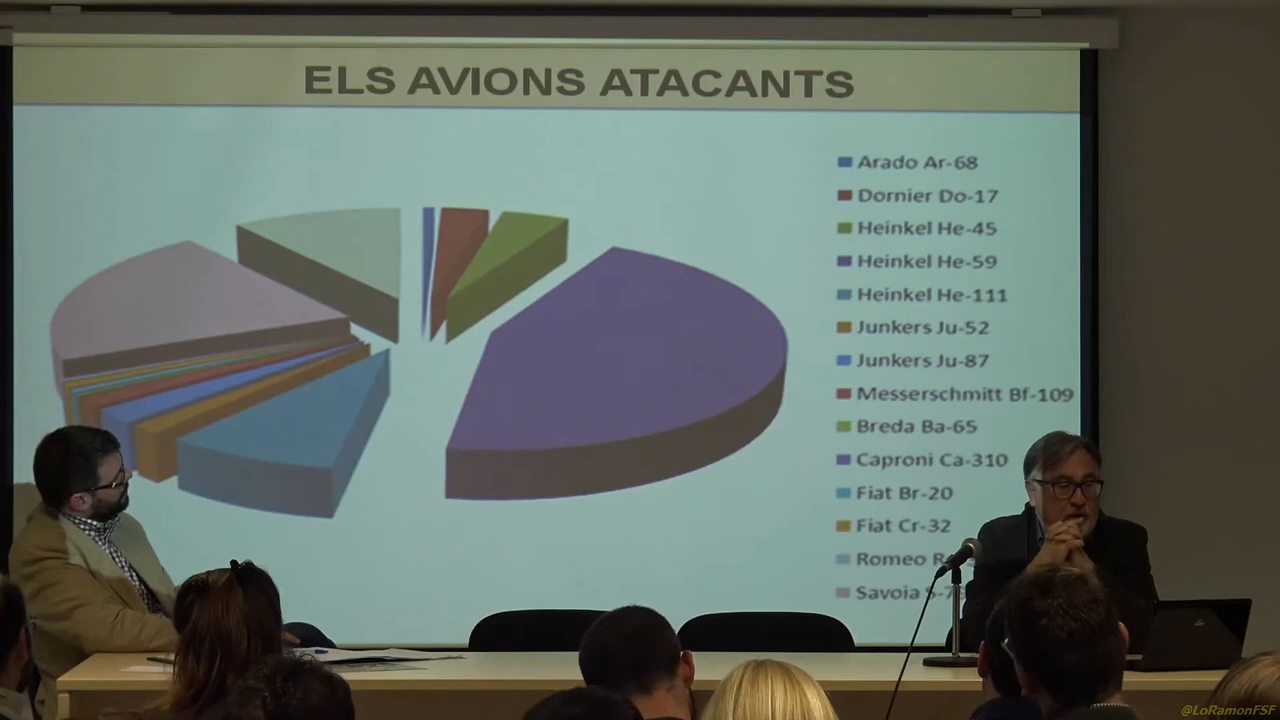 ELS AVIONS ATACANTS
Arado Ar-68
Dornier Do-17
Heinkel He-45
Heinkel He-59
Heinkel He-111
Junkers Ju-52
Junkers Ju-87
Messerschmitt Bf-109
Breda Ba-65
Caproni Ca-310
Fiat Br-20
Fiat Cr-32
Romeo
Savoia
@LoRamonFSF